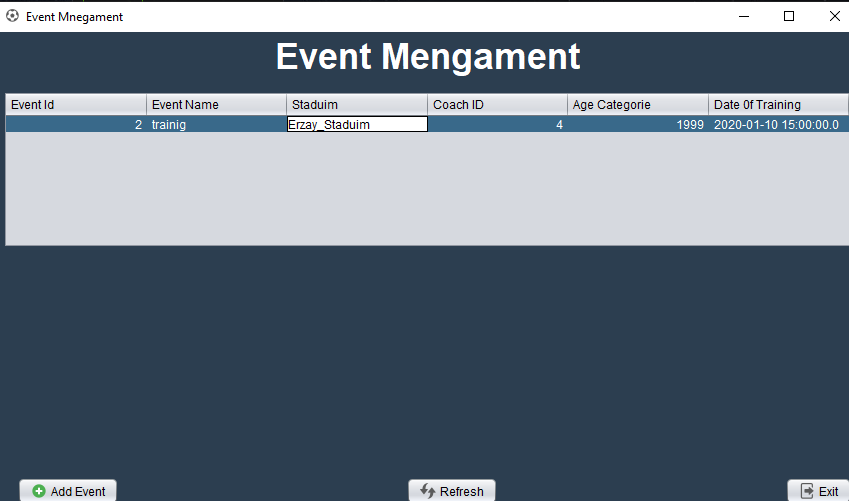 Event Mnegament
Event Mengament
Event Id Event Name Staduim Coach ID Age Categorie Date 0f Training
2 trainig Erzay_Staduim 4 1999 2020-01-10 15:00:00.0
Add Event Refresh Exit